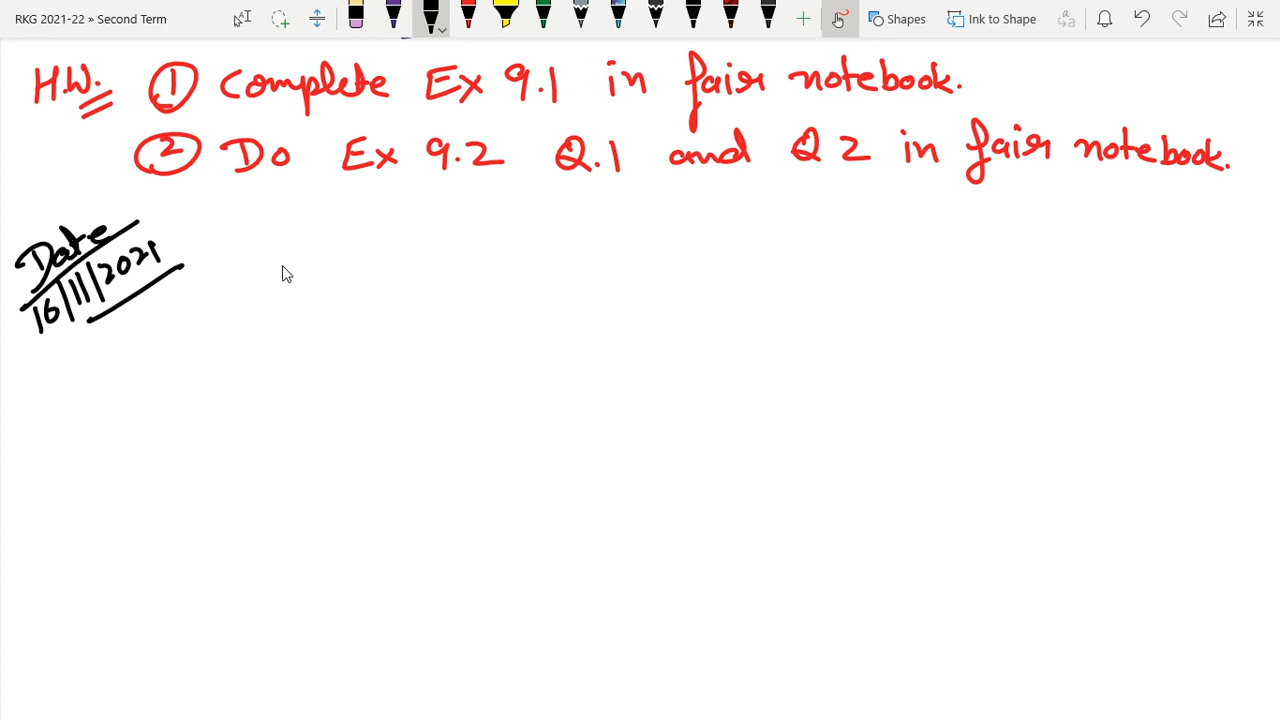 RKG 2021-22 » Second Term
Shapes
Ink to Shape
H.W. ① Complete Ex 9.1 in fair notebook.
② Do Ex 9.2 Q.1 and Q 2 in fair notebook.
Date
16/11/2021